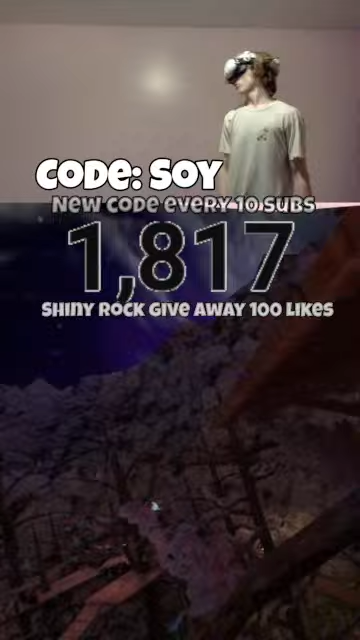 CODE: SOY
NEW CODE EVERY 10 SUBS
1,817
SHINY ROCK GIVE AWAY 100 LIKES